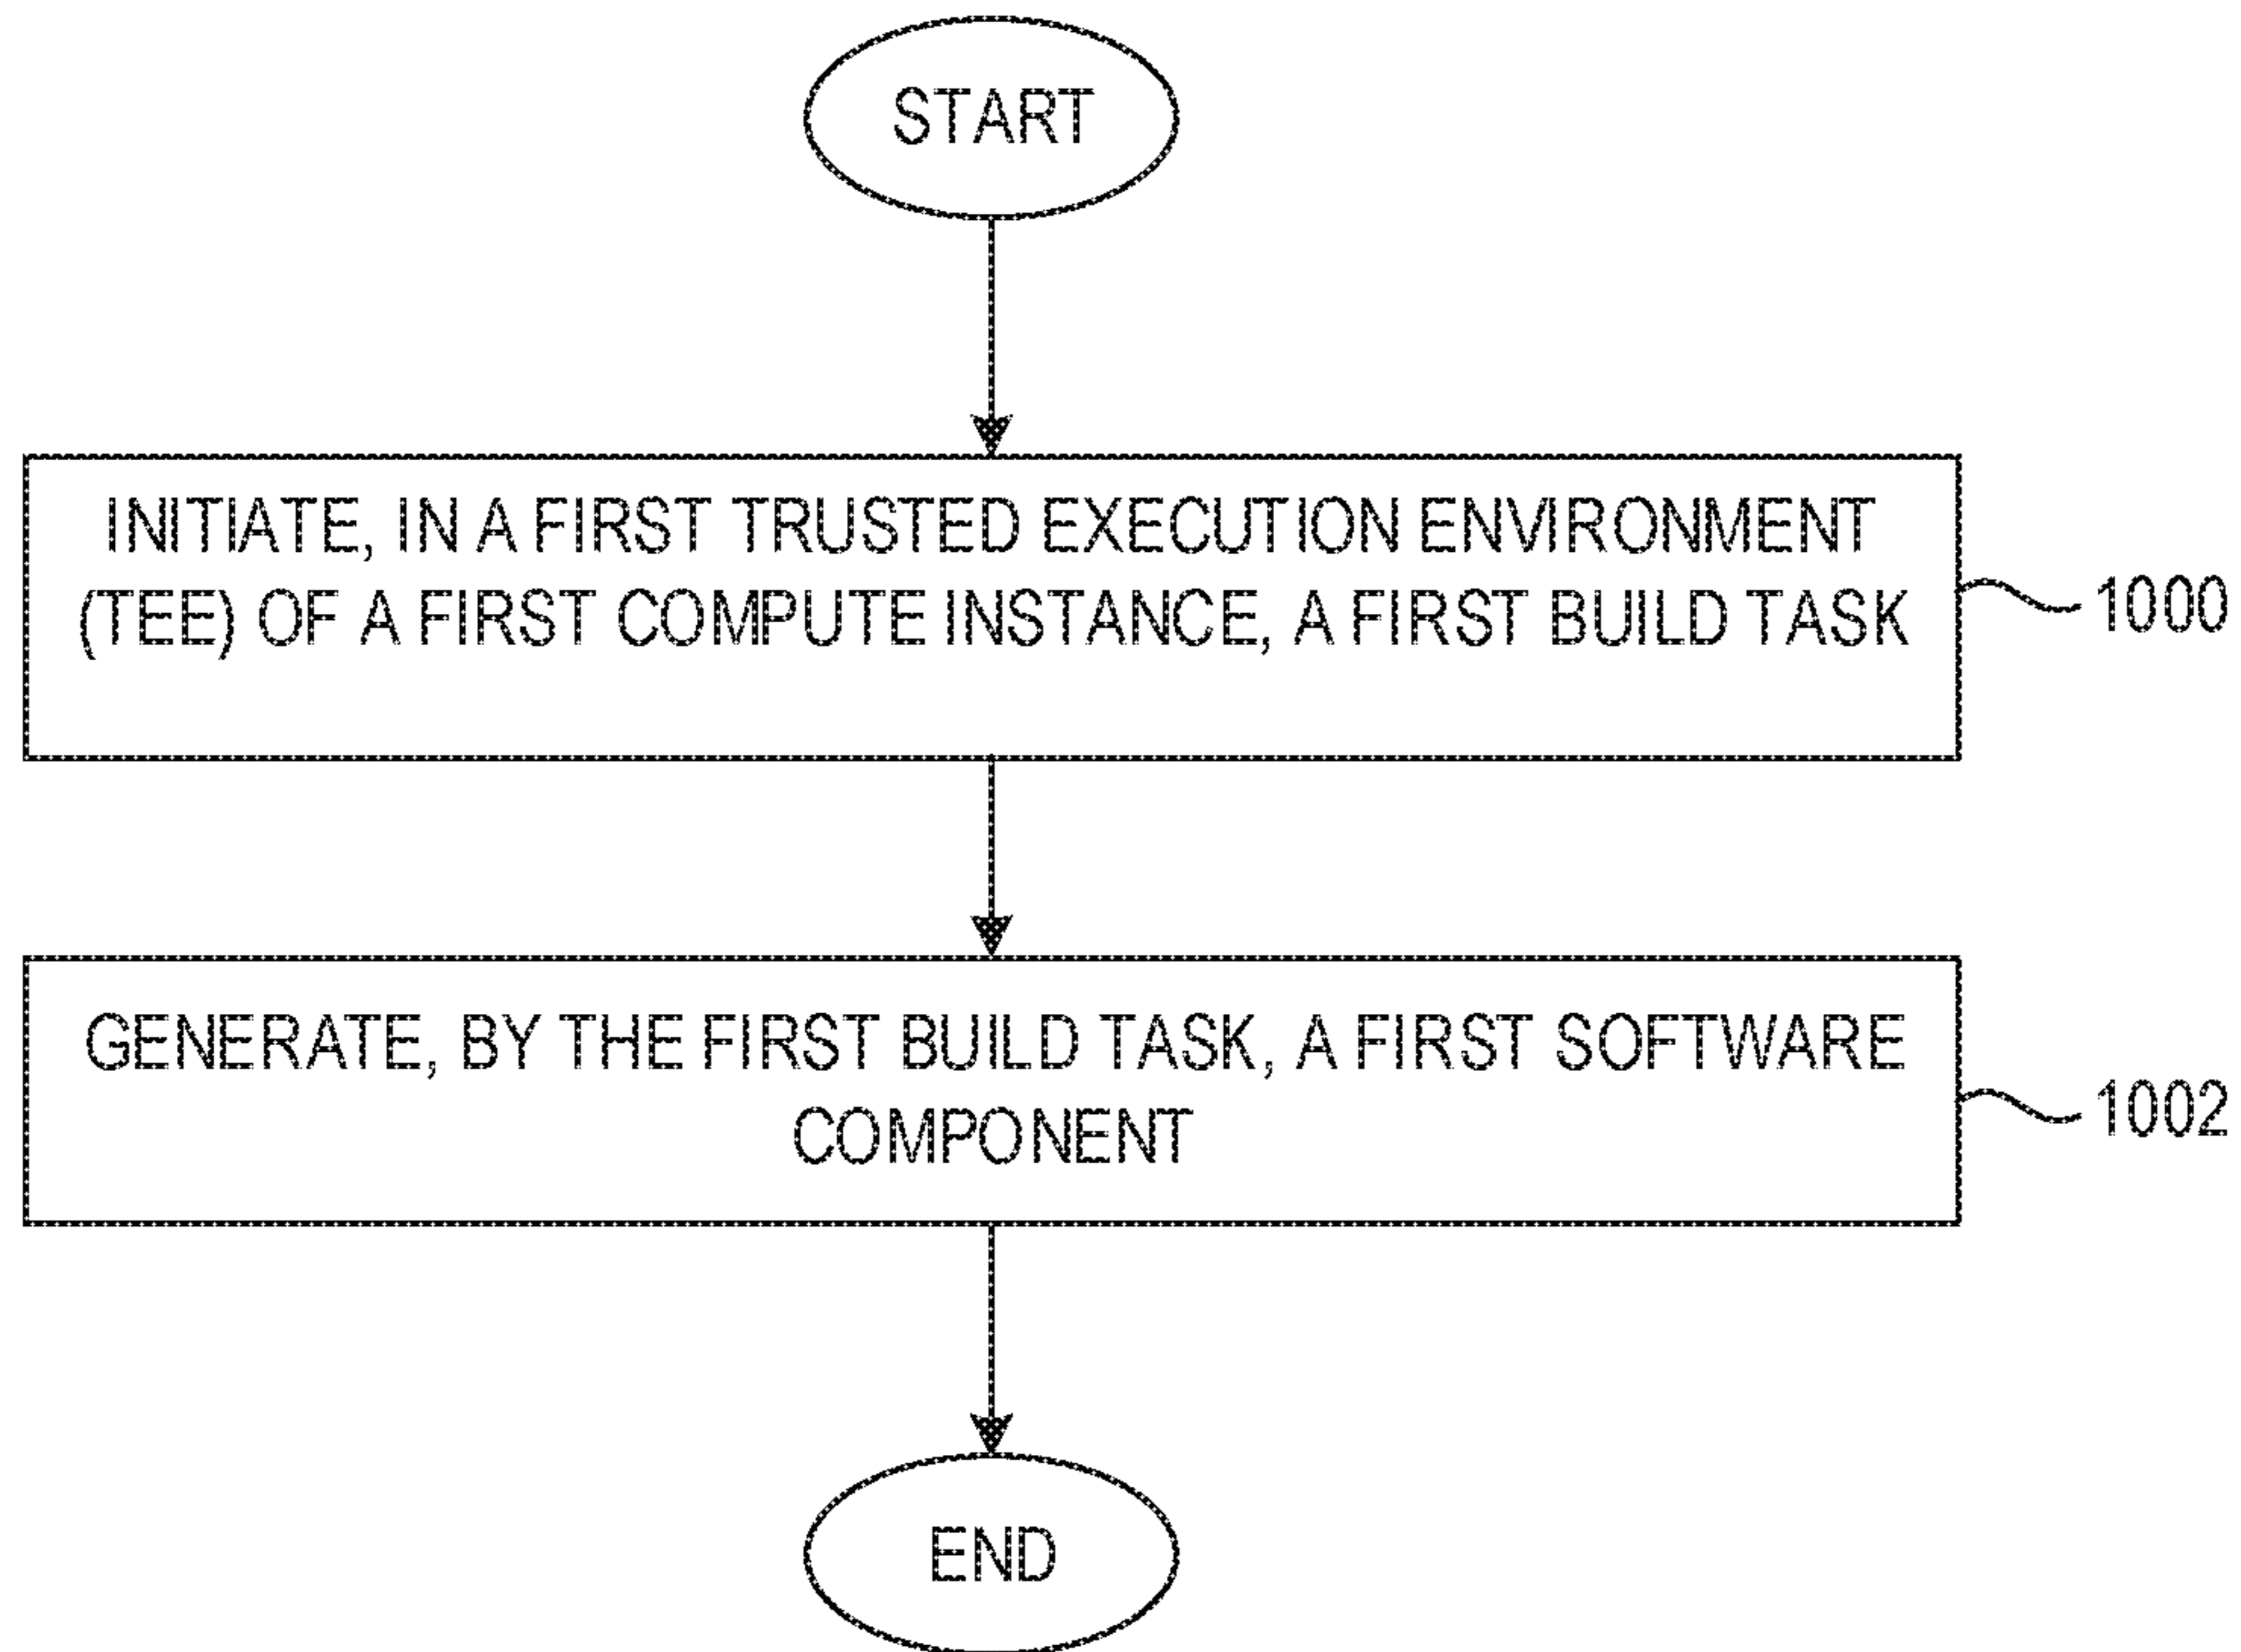 START
INITIATE, IN A FIRST TRUSTED EXECUTION ENVIRONMENT
(TEE) OF A FIRST COMPUTE INSTANCE, A FIRST BUILD TASK
1000
GENERATE, BY THE FIRST BUILD TASK, A FIRST SOFTWARE
COMPONENT
1002
END